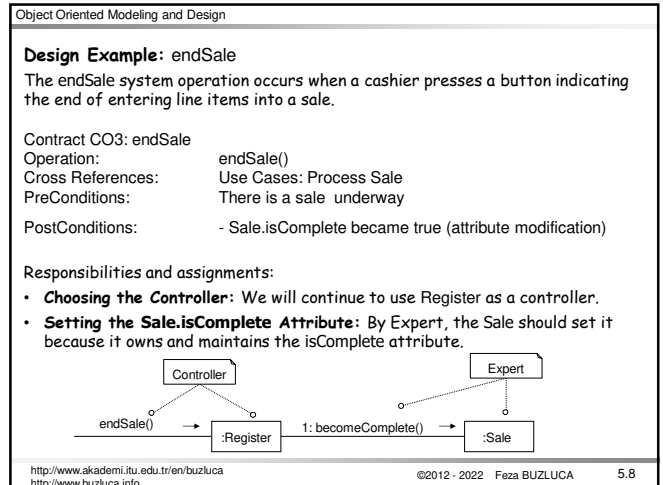 Object Oriented Modeling and Design
Design Example: endSale
The endSale system operation occurs when a cashier presses a button indicating
the end of entering line items into a sale.
Contract CO3: endSale
Operation: endSale()
Cross References: Use Cases: Process Sale
PreConditions: There is a sale underway
PostConditions: - Sale.isComplete became true (attribute modification)
Responsibilities and assignments:
• Choosing the Controller: We will continue to use Register as a controller.
• Setting the Sale.isComplete Attribute: By Expert, the Sale should set it
because it owns and maintains the isComplete attribute.
Controller
Expert
endSale()
:Register
1: becomeComplete()
:Sale
http://www.akademi.itu.edu.tr/en/buzluca
http://www.buzluca.info
©2012 - 2022 Feza BUZLUCA
5.8